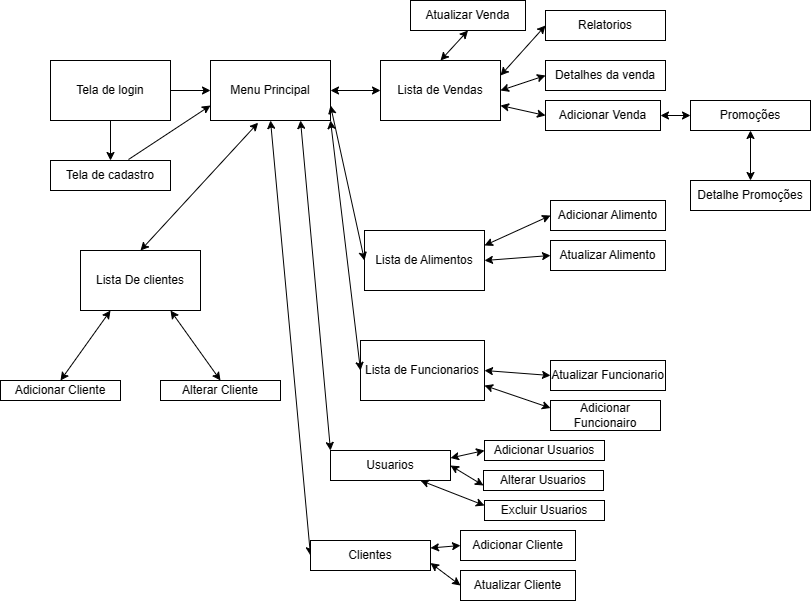 Atualizar Venda
Relatorios
Tela de login
Menu Principal
Lista de Vendas
Detalhes da venda
Adicionar Venda
Promoções
Tela de cadastro
Detalhe Promoções
Adicionar Alimento
Lista de Alimentos
Atualizar Alimento
Lista De clientes
Lista de Funcionarios
Atualizar Funcionario
Adicionar Cliente
Alterar Cliente
Adicionar
Funcionairo
Usuarios
Adicionar Usuarios
Alterar Usuarios
Excluir Usuarios
Clientes
Adicionar Cliente
Atualizar Cliente